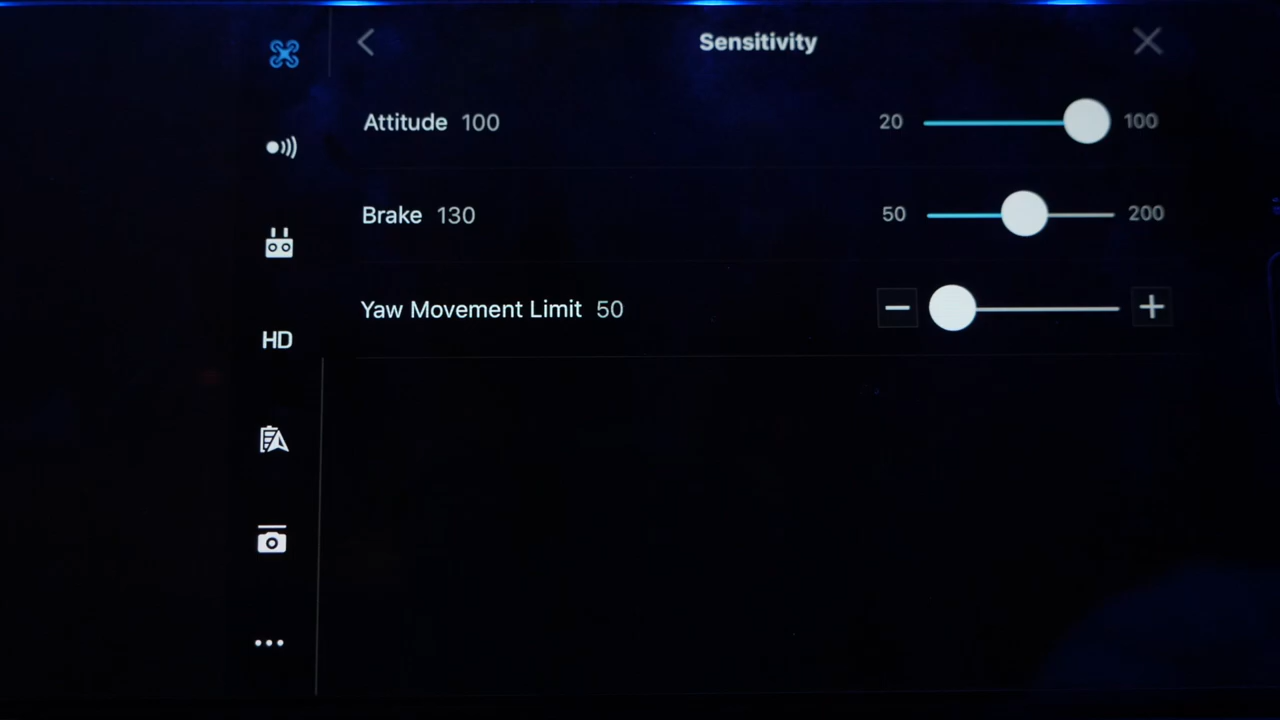 Sensitivity
Attitude 100 20 100
Brake 130 50 200
Yaw Movement Limit 50 − +
HD